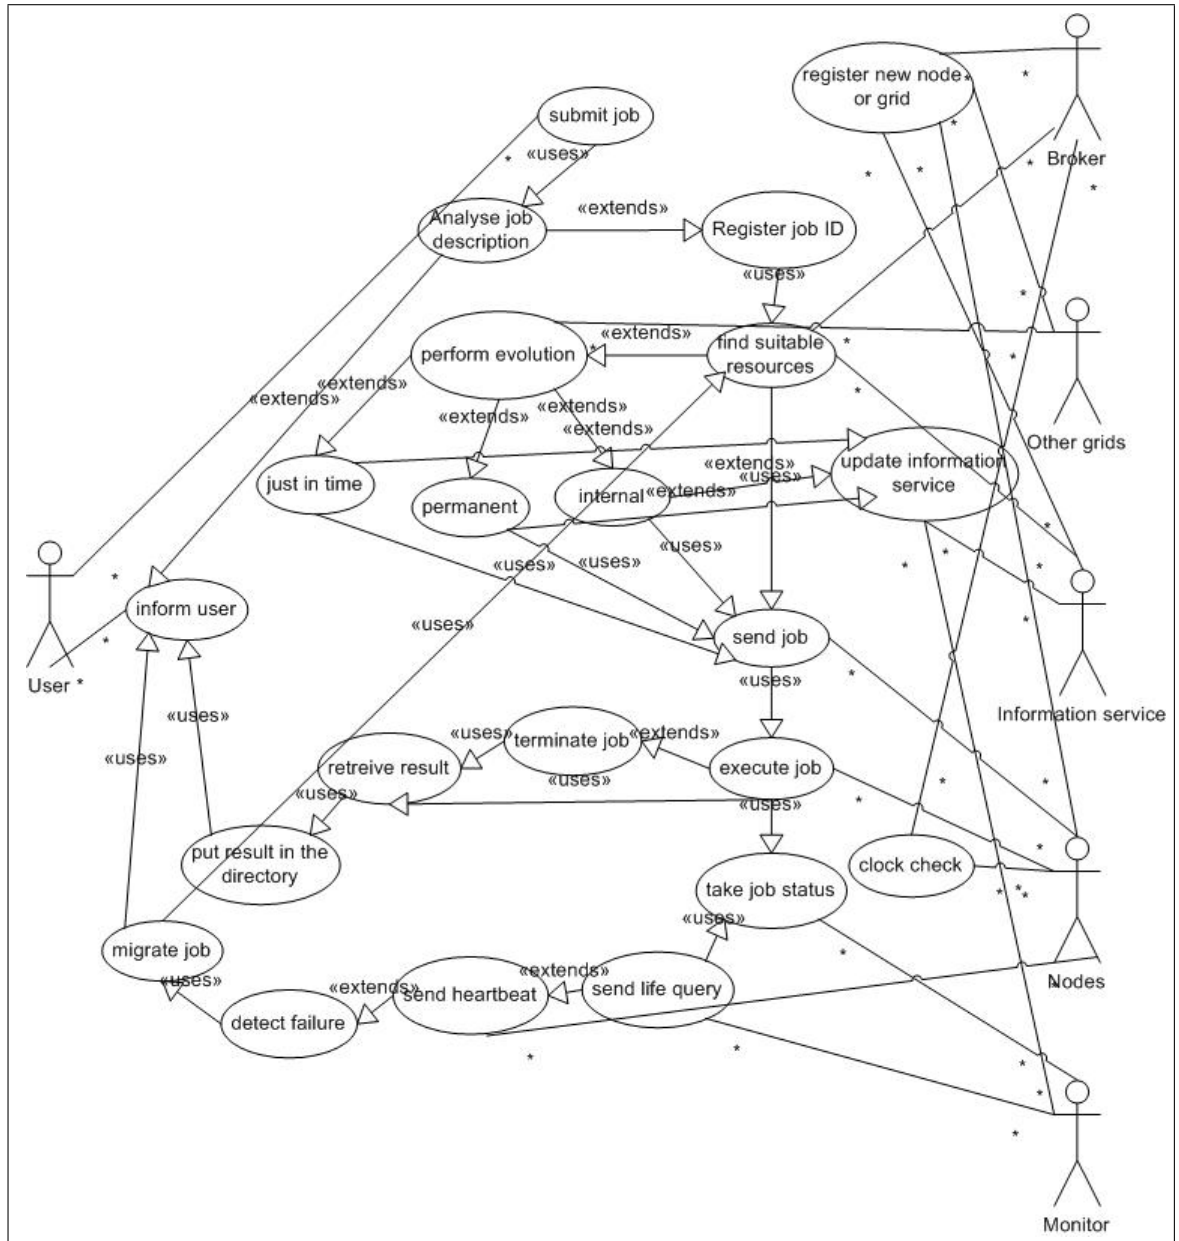 register new node
or grid
submit job
«uses»
Broker
Analyse job
description
«extends»
Register job ID
«uses»
perform evolution
«extends»
find suitable
resources
«extends»
«extends»
«extends»
«extends»
«extends»
Other grids
just in time
permanent
internal
«extends»
«extends»
«uses»
update information
service
«uses»
«uses»
«uses»
inform user
«uses»
send job
User *
«uses»
Information service
«uses»
«uses»
terminate job
«extends»
retreive result
execute job
«uses»
«uses»
«uses»
«uses»
put result in the
directory
clock check
take job status
«uses»
migrate job
«uses»
«extends»
send heartbeat
«extends»
send life query
Nodes
detect failure
Monitor